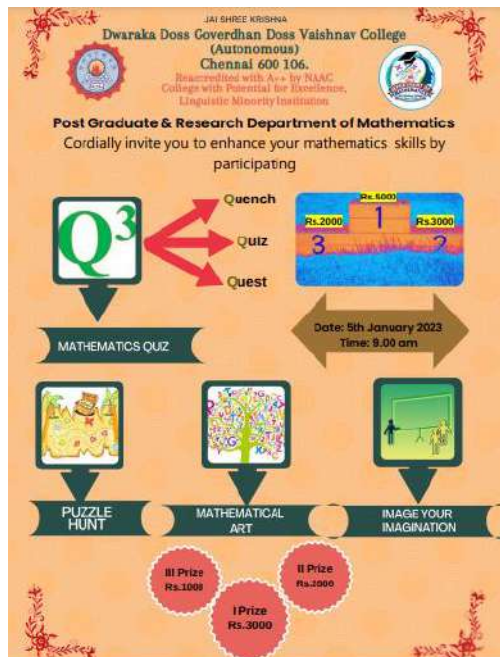 JAI SHREE KRISHNA
Dwaraka Doss Goverdhan Doss Vaishnav College
(Autonomous)
Chennai 600 106.
Reaccredited with A++ by NAAC
College with Potential for Excellence,
Linguistic Minority Institution
Post Graduate & Research Department of Mathematics
Cordially invite you to enhance your mathematics skills by
participating
Q3
Quench
Quiz
Quest
Rs.5000
Rs.2000
Rs.3000
1
3
2
MATHEMATICS QUIZ
Date: 5th January 2023
Time: 9.00 am
PUZZLE
HUNT
MATHEMATICAL
ART
IMAGE YOUR
IMAGINATION
III Prize
Rs.1000
II Prize
Rs.2000
I Prize
Rs.3000